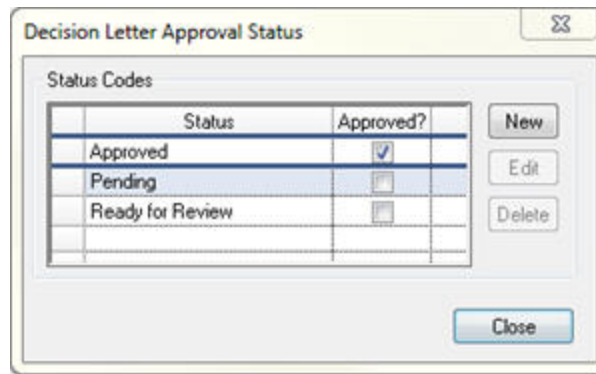 Decision Letter Approval Status
Status Codes
Status Approved?
Approved
Pending
Ready for Review
New
Edit
Delete
Close